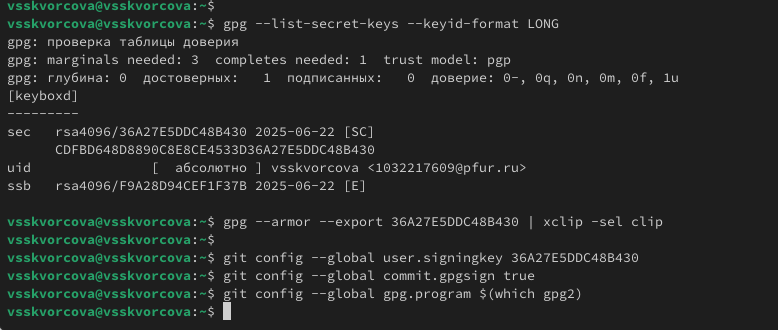 vsskvorcova@vsskvorcova:~$
vsskvorcova@vsskvorcova:~$ gpg --list-secret-keys --keyid-format LONG
gpg: проверка таблицы доверия
gpg: marginals needed: 3  completes needed: 1  trust model: pgp
gpg: глубина: 0  достоверных:   1  подписанных:   0  доверие: 0-, 0q, 0n, 0m, 0f, 1u
[keyboxd]
---------
sec   rsa4096/36A27E5DDC48B430 2025-06-22 [SC]
      CDFBD648D8890C8E8CE4533D36A27E5DDC48B430
uid               [  абсолютно ] vsskvorcova <1032217609@pfur.ru>
ssb   rsa4096/F9A28D94CEF1F37B 2025-06-22 [E]
vsskvorcova@vsskvorcova:~$ gpg --armor --export 36A27E5DDC48B430 | xclip -sel clip
vsskvorcova@vsskvorcova:~$
vsskvorcova@vsskvorcova:~$ git config --global user.signingkey 36A27E5DDC48B430
vsskvorcova@vsskvorcova:~$ git config --global commit.gpgsign true
vsskvorcova@vsskvorcova:~$ git config --global gpg.program $(which gpg2)
vsskvorcova@vsskvorcova:~$